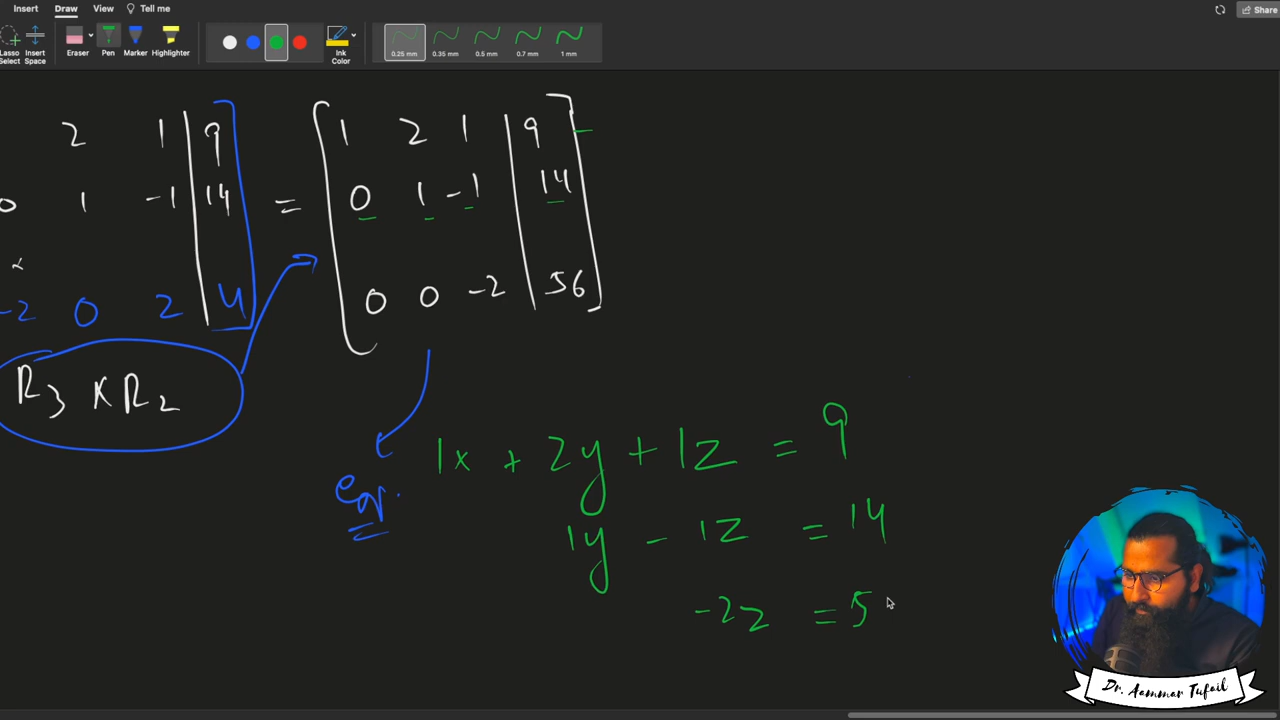 Insert Draw View Tell me Share
Lasso Select Insert Space Eraser Pen Marker Highlighter Ink Color 0.25 mm 0.35 mm 0.5 mm 0.7 mm 1 mm
2 1 | 9 = 1 2 1 | 9
0 1 -1 | 14 0 1 -1 | 14
-2 0 2 4 0 0 -2 | 56
R3 × R2
1x + 2y + 1z = 9
eq.
1y - 1z = 14
-2z = 5
Dr. Aammar Tufail